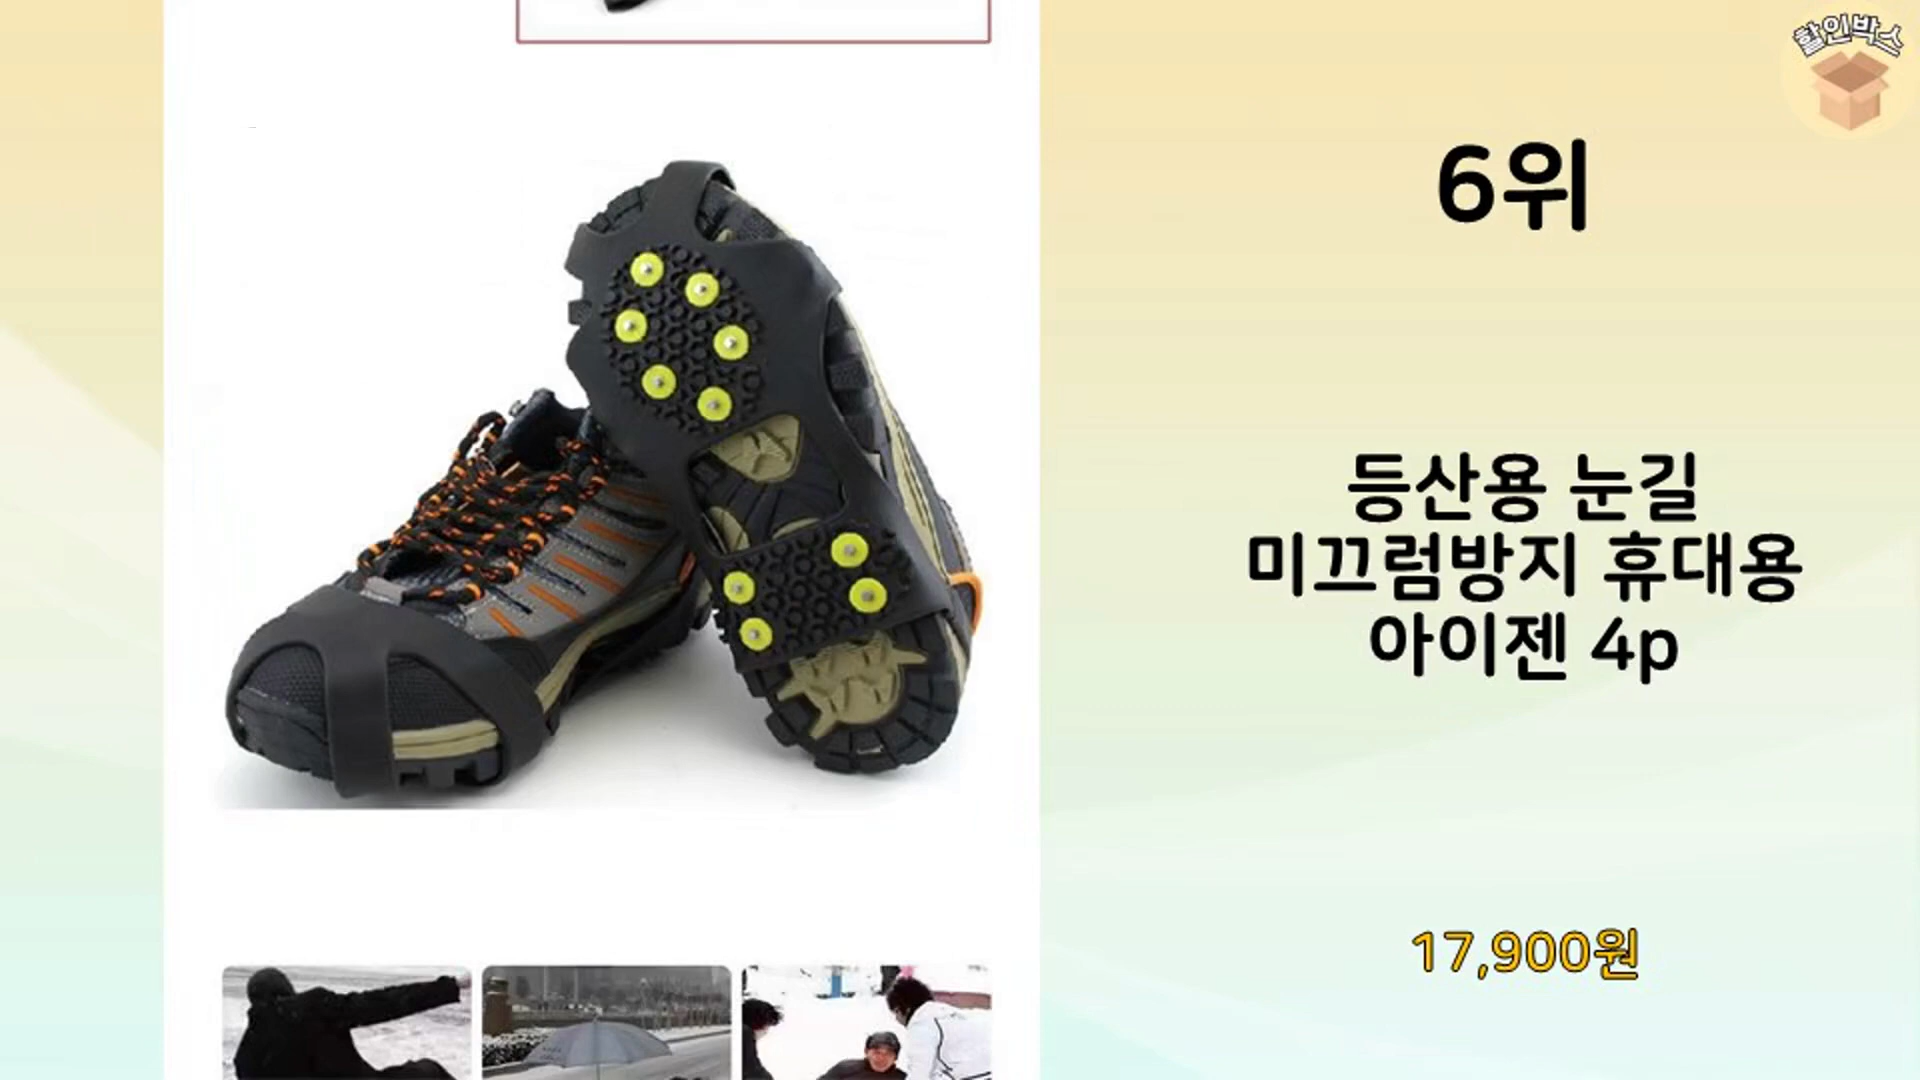 할인박스
6위
등산용 눈길
미끄럼방지 휴대용
아이젠 4p
17,900원